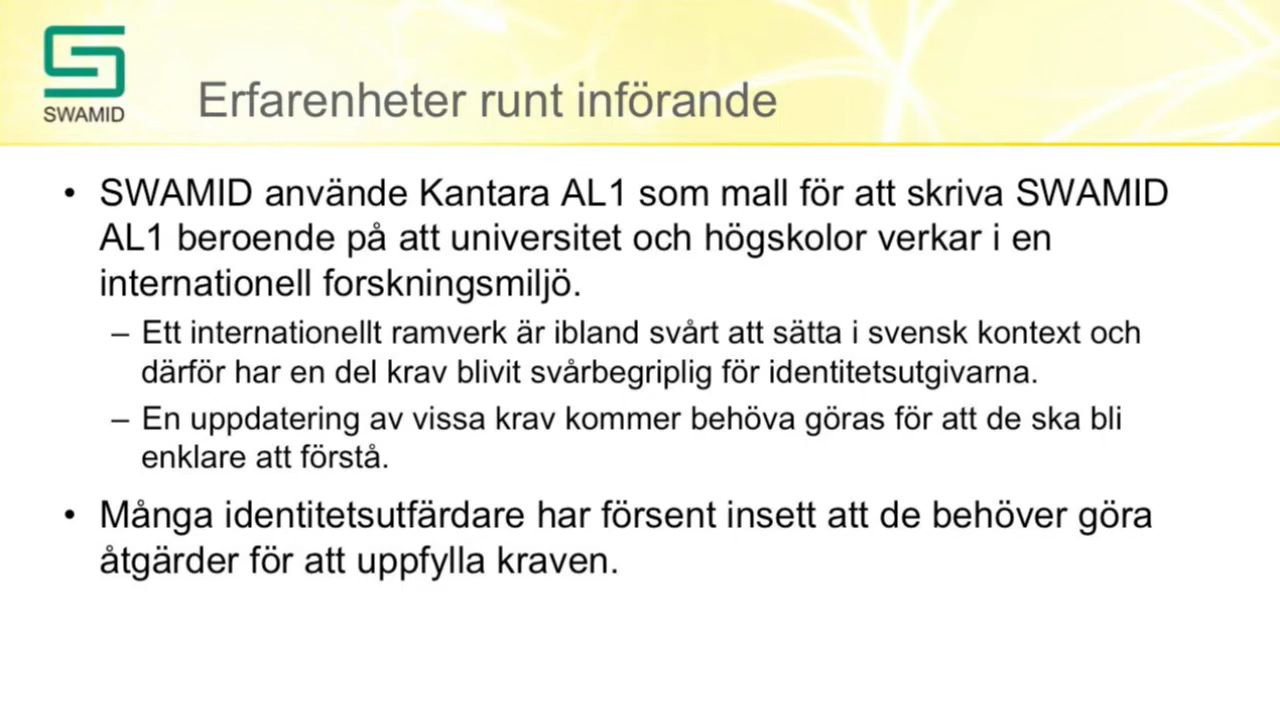 SWAMID
Erfarenheter runt införande
• SWAMID använde Kantara AL1 som mall för att skriva SWAMID
AL1 beroende på att universitet och högskolor verkar i en
internationell forskningsmiljö.
– Ett internationellt ramverk är ibland svårt att sätta i svensk kontext och
därför har en del krav blivit svårbegriplig för identitetsutgivarna.
– En uppdatering av vissa krav kommer behöva göras för att de ska bli
enklare att förstå.
• Många identitetsutfärdare har försent insett att de behöver göra
åtgärder för att uppfylla kraven.